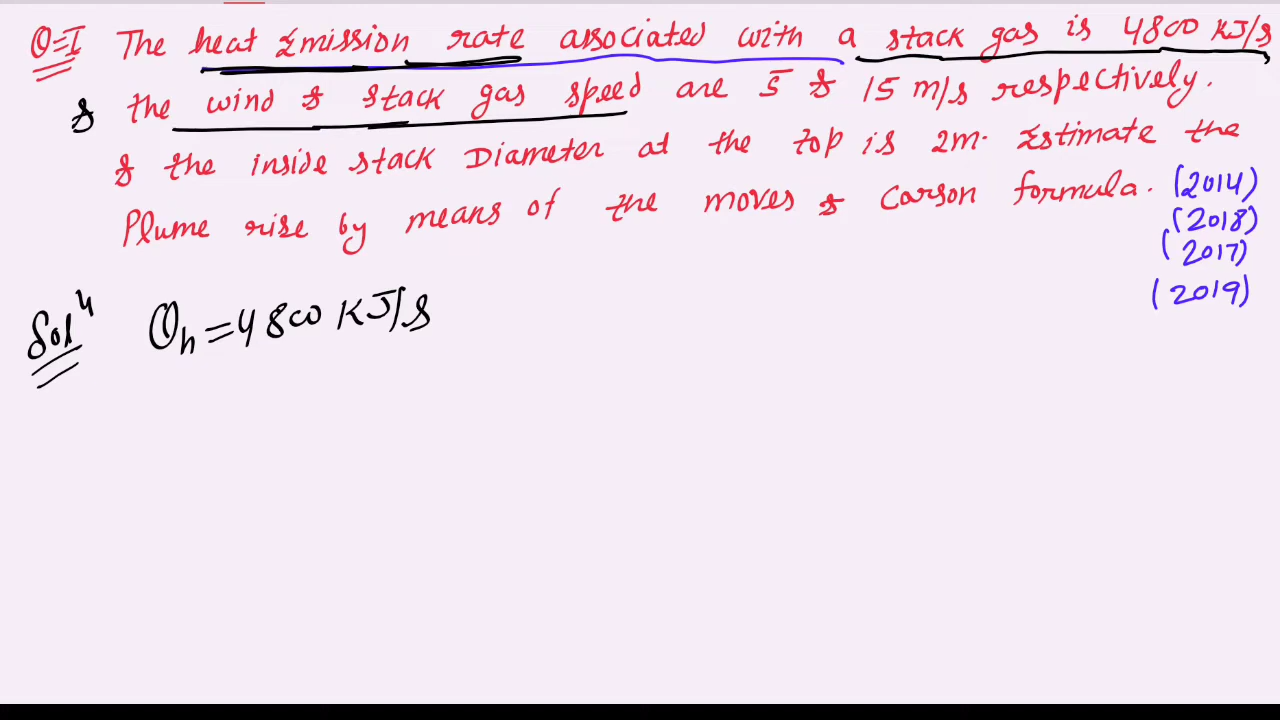 Q=I The heat Emission rate associated with a stack gas is 4800 KJ/s
& the wind & stack gas speed are 5 & 15 m/s respectively.
& the inside stack Diameter at the top is 2m. Estimate the
Plume rise by means of the moves & Carson formula. (2014)
(2018)
(2017)
(2019)
Solⁿ Qh = 4800 KJ/s